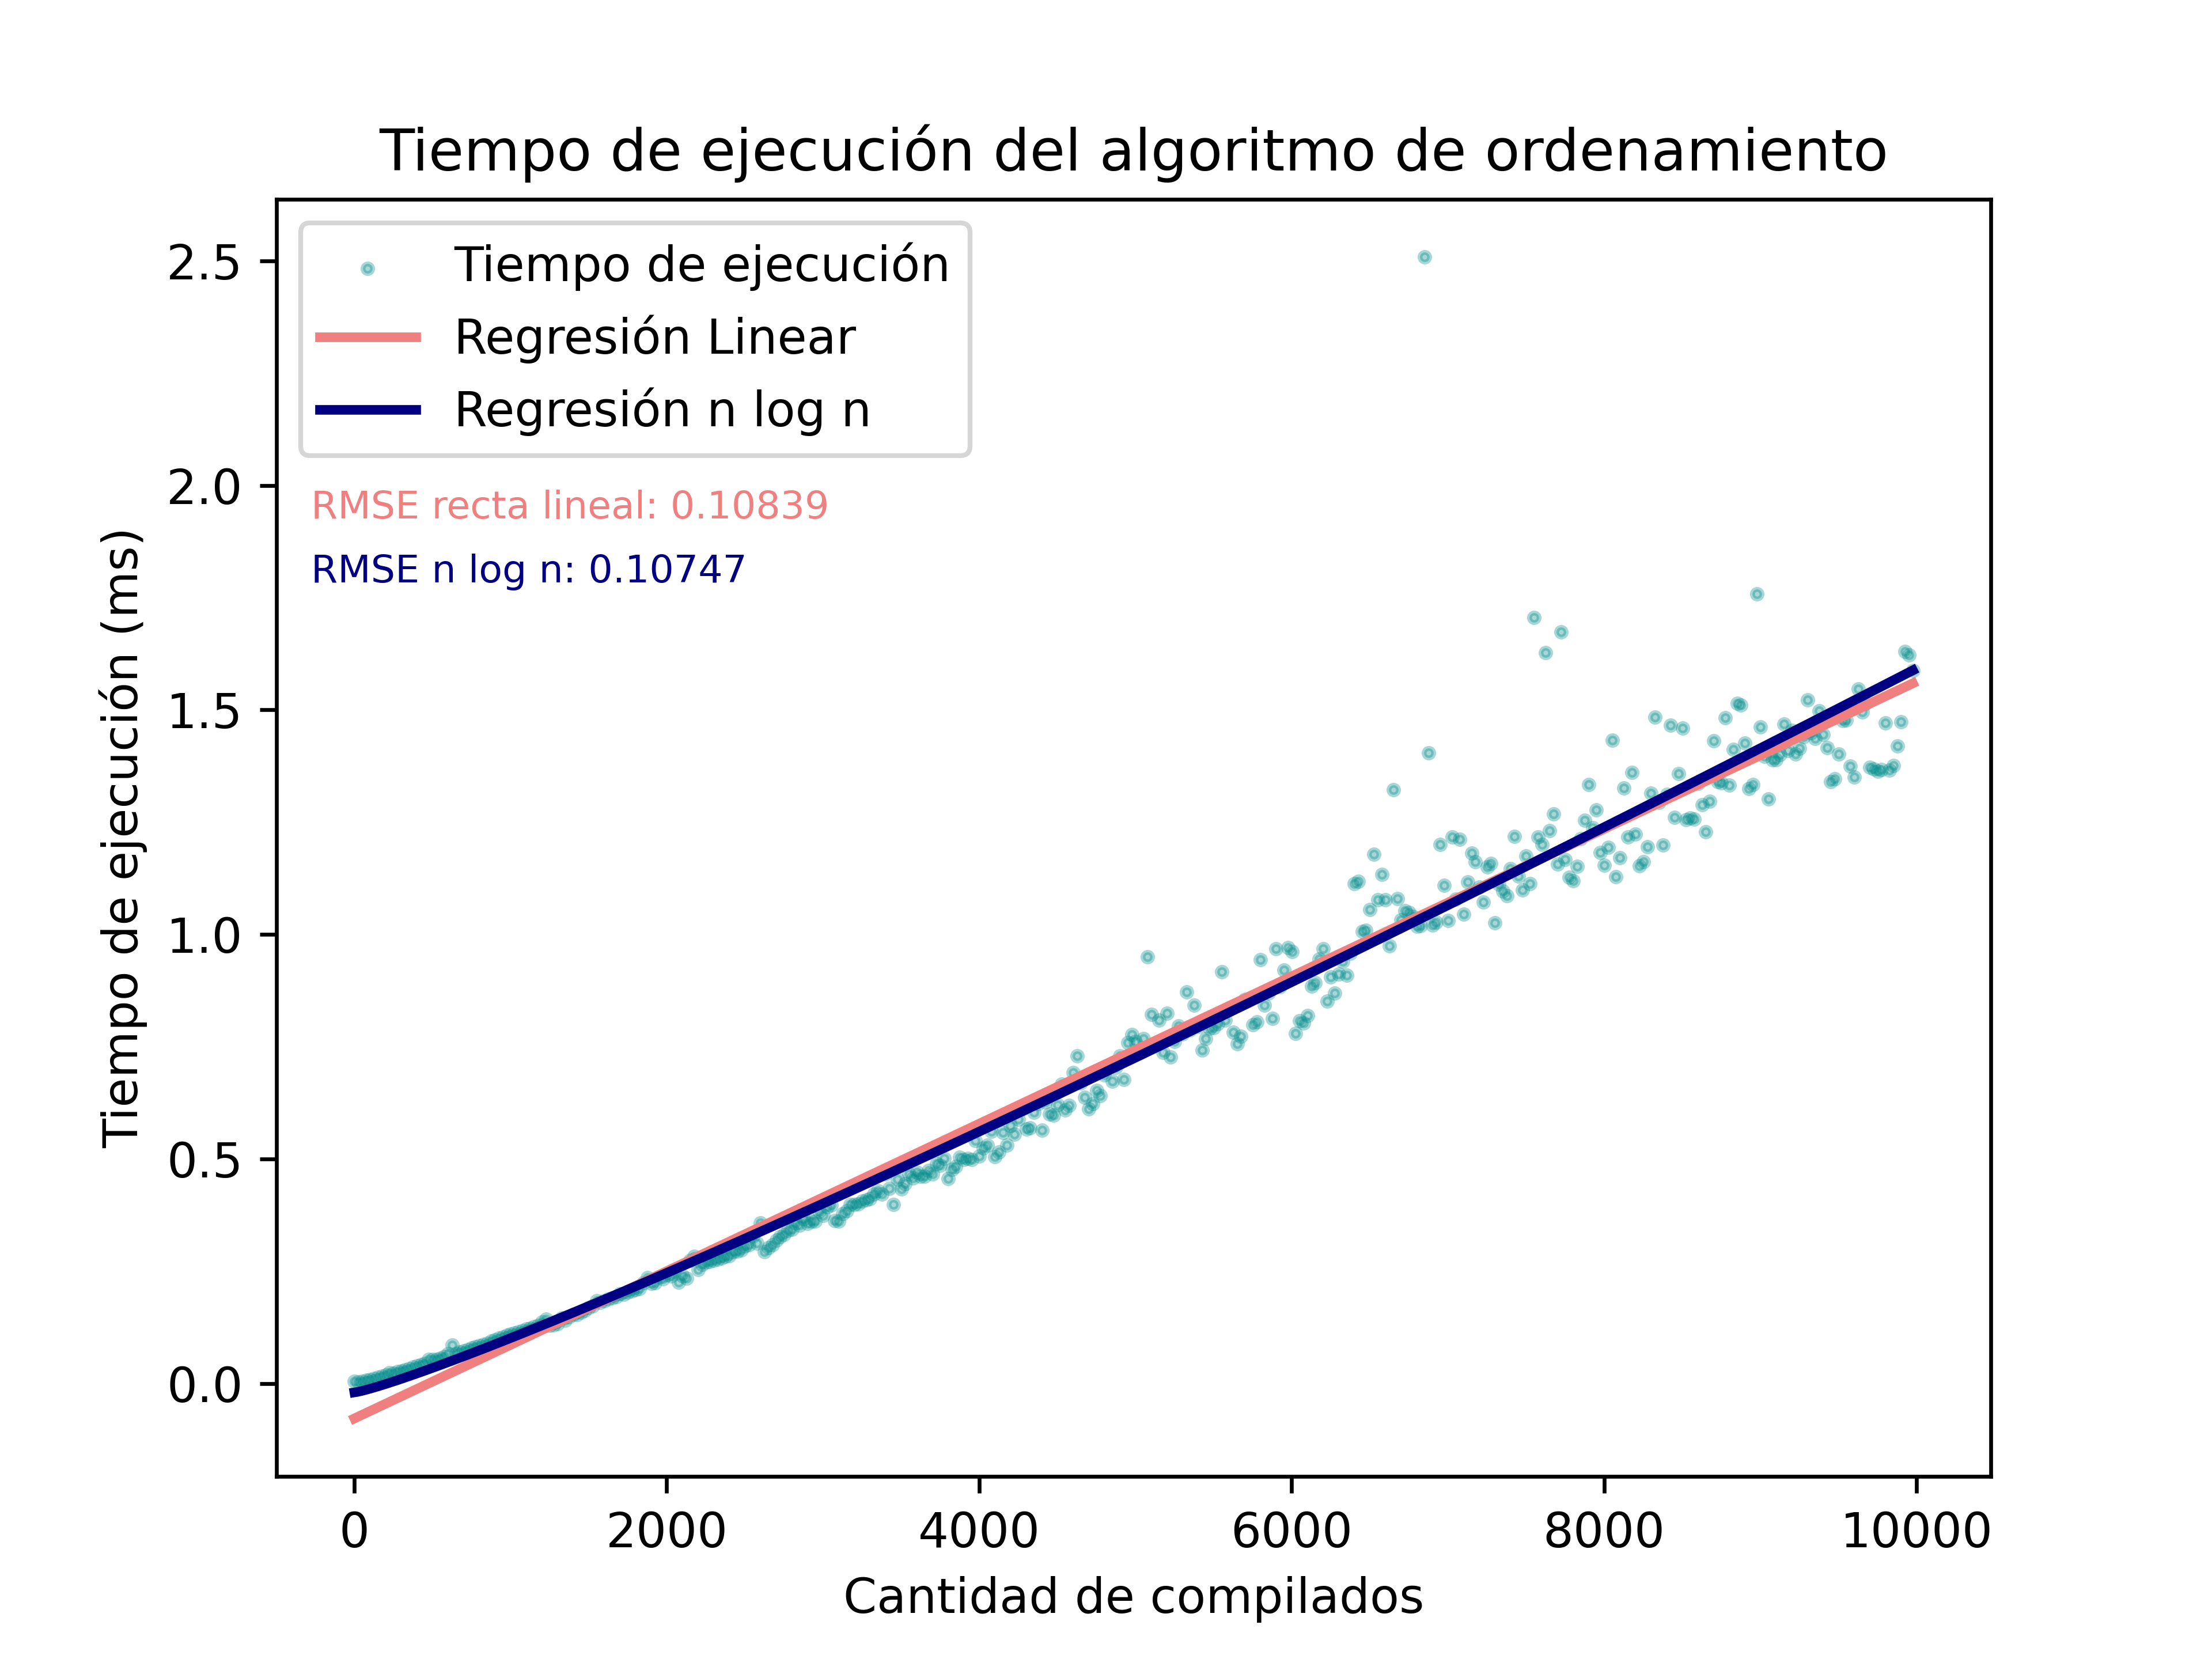 Tiempo de ejecución del algoritmo de ordenamiento
Tiempo de ejecución
Regresión Linear
Regresión n log n
RMSE recta lineal: 0.10839
RMSE n log n: 0.10747
Tiempo de ejecución (ms)
2.5
2.0
1.5
1.0
0.5
0.0
0 2000 4000 6000 8000 10000
Cantidad de compilados